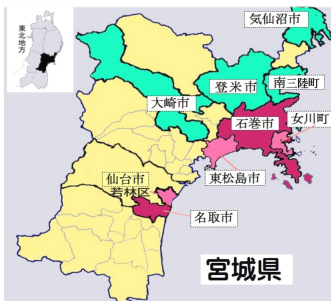 東北地方
気仙沼市
登米市
南三陸町
大崎市
石巻市
女川町
仙台市
若林区
東松島市
名取市
宮城県